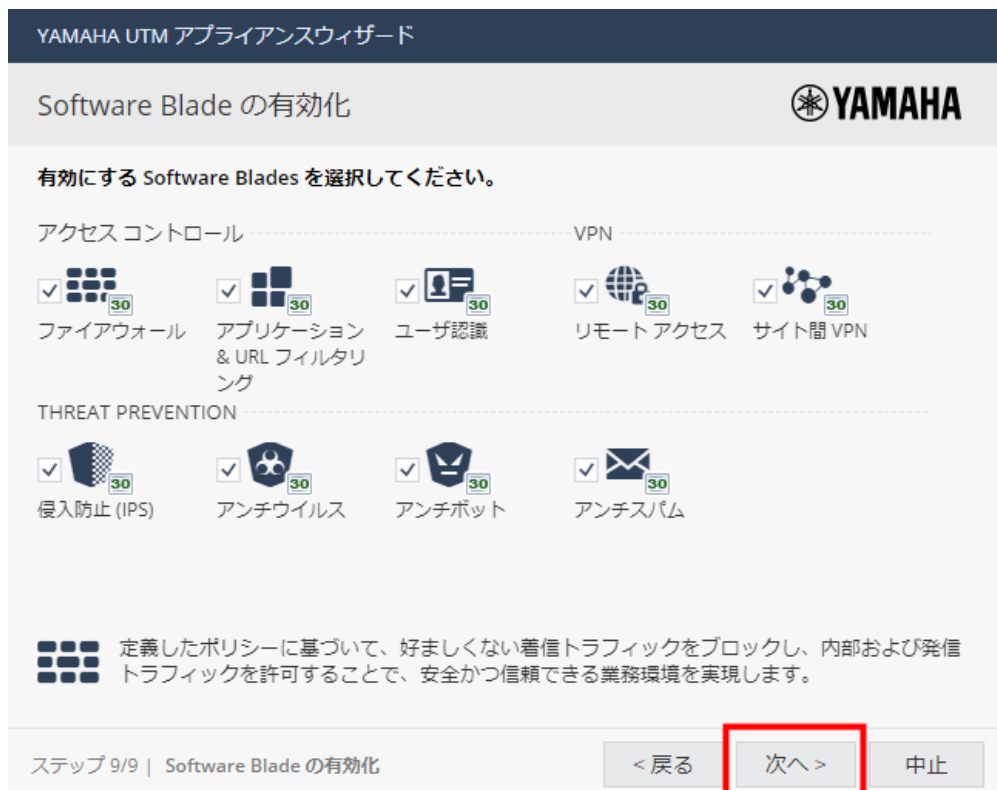 YAMAHA UTM アプライアンスウィザード
Software Blade の有効化
YAMAHA
有効にする Software Blades を選択してください。
アクセス コントロール
VPN
30
30
30
30
30
ファイアウォール
アプリケーション
& URL フィルタリ
ング
ユーザ認識
リモート アクセス
サイト間 VPN
THREAT PREVENTION
30
30
30
30
侵入防止 (IPS)
アンチウイルス
アンチボット
アンチスパム
定義したポリシーに基づいて、好ましくない着信トラフィックをブロックし、内部および発信
トラフィックを許可することで、安全かつ信頼できる業務環境を実現します。
ステップ 9/9 | Software Blade の有効化
< 戻る
次へ >
中止